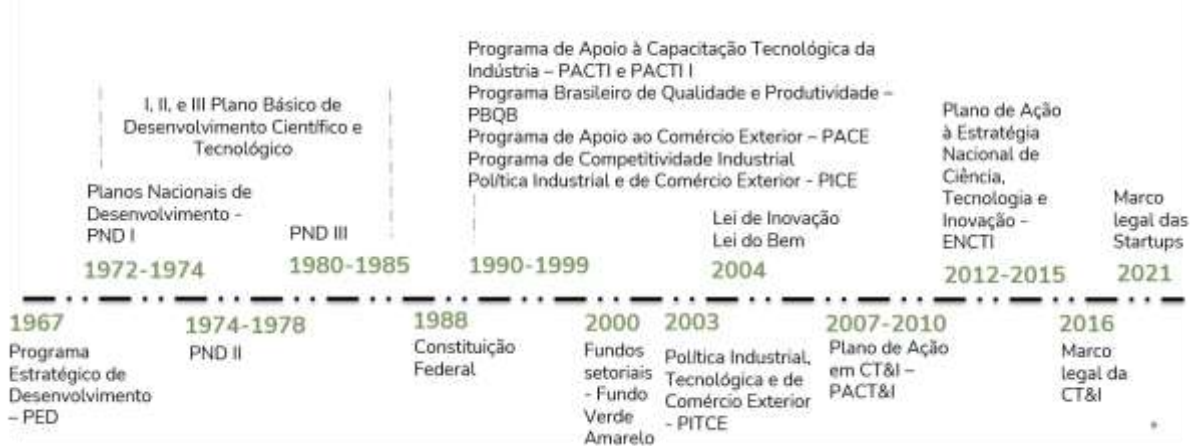 Programa de Apoio à Capacitação Tecnológica da
Indústria – PACTI e PACTI I
Programa Brasileiro de Qualidade e Produtividade –
PBQB
Programa de Apoio ao Comércio Exterior – PACE
Programa de Competitividade Industrial
Política Industrial e de Comércio Exterior - PICE
I, II, e III Plano Básico de
Desenvolvimento Científico e
Tecnológico
Plano de Ação
à Estratégia
Nacional de
Ciência,
Tecnologia e
Inovação -
ENCTI
Planos Nacionais de
Desenvolvimento -
PND I
PND III
Lei de Inovação
Lei do Bem
Marco
legal das
Startups
1972-1974
1980-1985
1990-1999
2004
2012-2015
2021
1967
Programa
Estratégico de
Desenvolvimento
– PED
1974-1978
PND II
1988
Constituição
Federal
2000
Fundos
setoriais
- Fundo
Verde
Amarelo
2003
Política Industrial,
Tecnológica e de
Comércio Exterior
- PITCE
2007-2010
Plano de Ação
em CT&I –
PACT&I
2016
Marco
legal da
CT&I